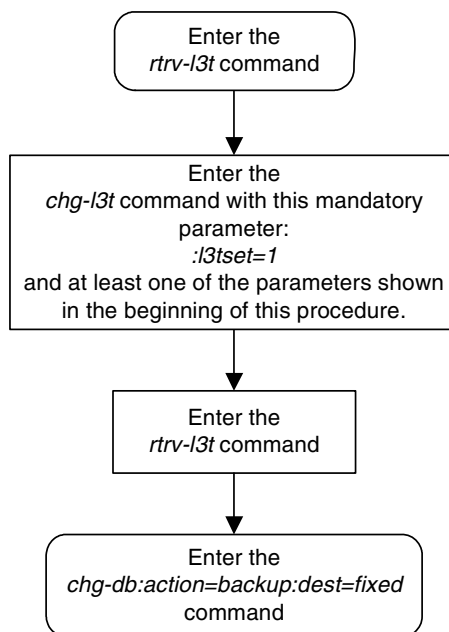 Enter the
rtrv-l3t command
Enter the
chg-l3t command with this mandatory
parameter:
:l3tset=1
and at least one of the parameters shown
in the beginning of this procedure.
Enter the
rtrv-l3t command
Enter the
chg-db:action=backup:dest=fixed
command